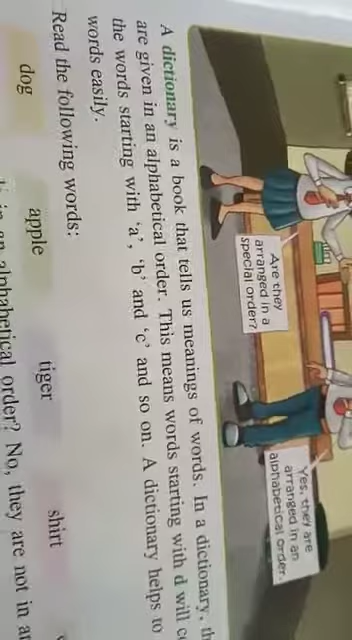 Are they
arranged in a
special order?
Yes, they are
arranged in an
alphabetical order.
A dictionary is a book that tells us meanings of words. In a dictionary,
are given in an alphabetical order. This means words starting with d will
the words starting with 'a', 'b' and 'c' and so on. A dictionary helps to
words easily.
Read the following words:
dog apple tiger shirt
in an alphabetical order? No, they are not in